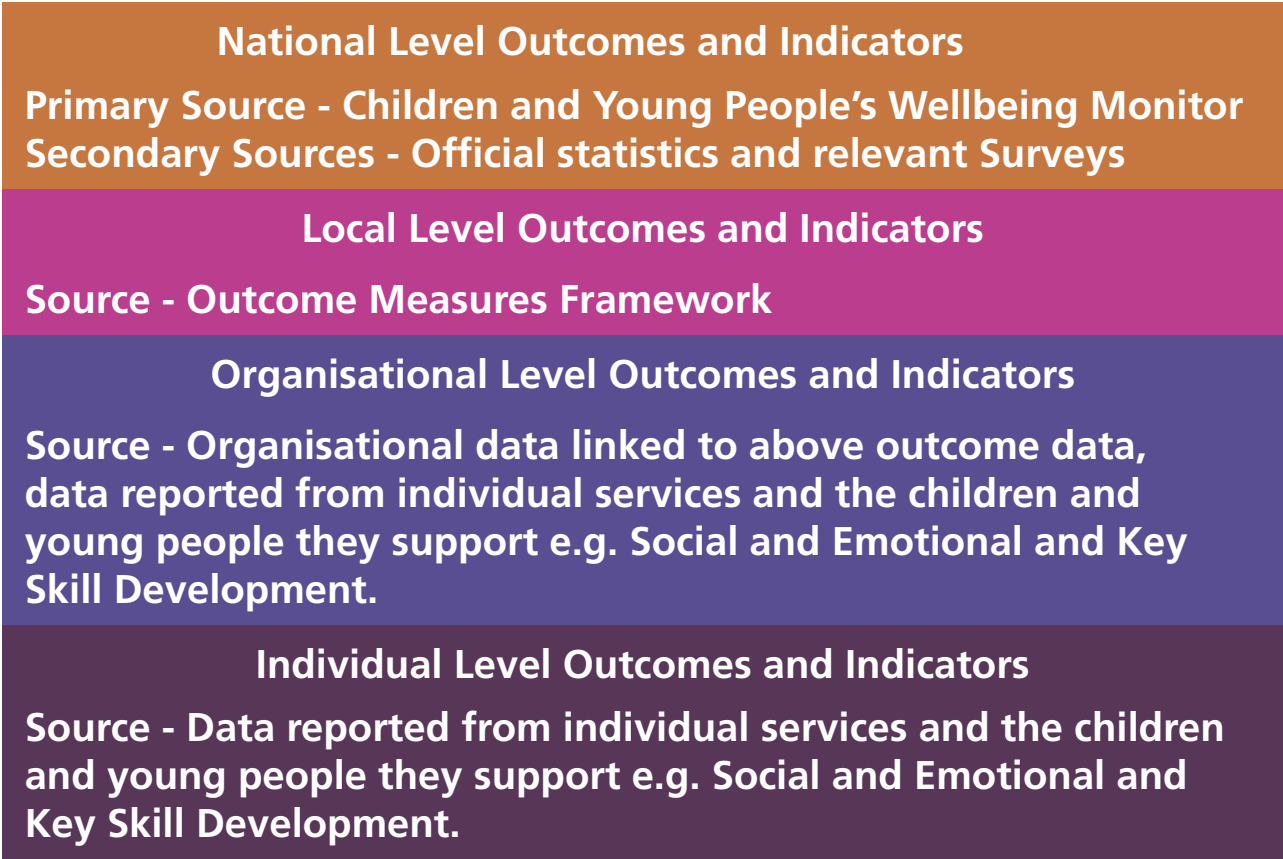 National Level Outcomes and Indicators
Primary Source - Children and Young People’s Wellbeing Monitor
Secondary Sources - Official statistics and relevant Surveys
Local Level Outcomes and Indicators
Source - Outcome Measures Framework
Organisational Level Outcomes and Indicators
Source - Organisational data linked to above outcome data,
data reported from individual services and the children and
young people they support e.g. Social and Emotional and Key
Skill Development.
Individual Level Outcomes and Indicators
Source - Data reported from individual services and the children
and young people they support e.g. Social and Emotional and
Key Skill Development.